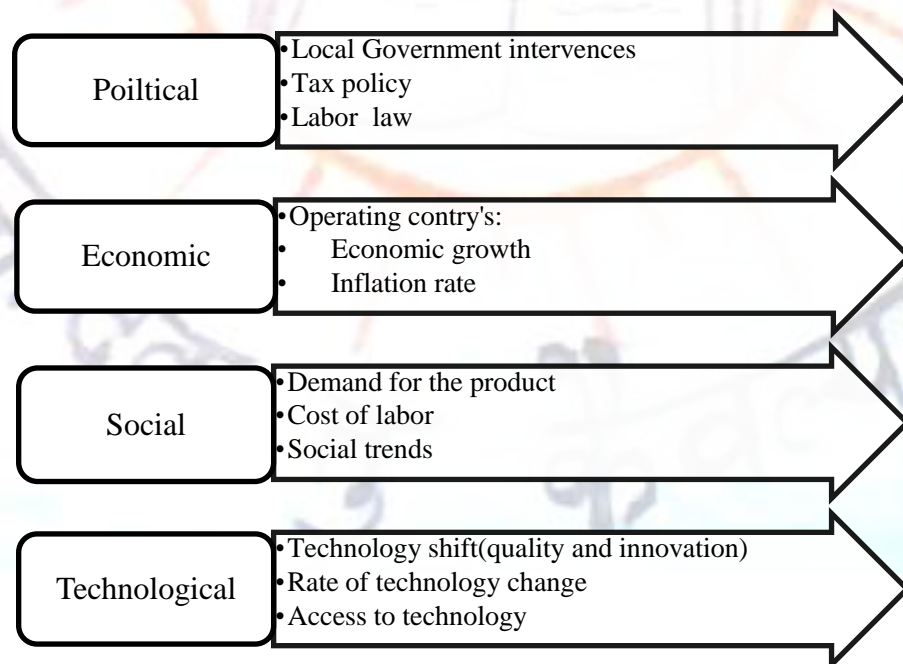 Poiltical
•Local Government intervences
•Tax policy
•Labor law
Economic
•Operating contry's:
• Economic growth
• Inflation rate
Social
•Demand for the product
•Cost of labor
•Social trends
Technological
•Technology shift(quality and innovation)
•Rate of technology change
•Access to technology